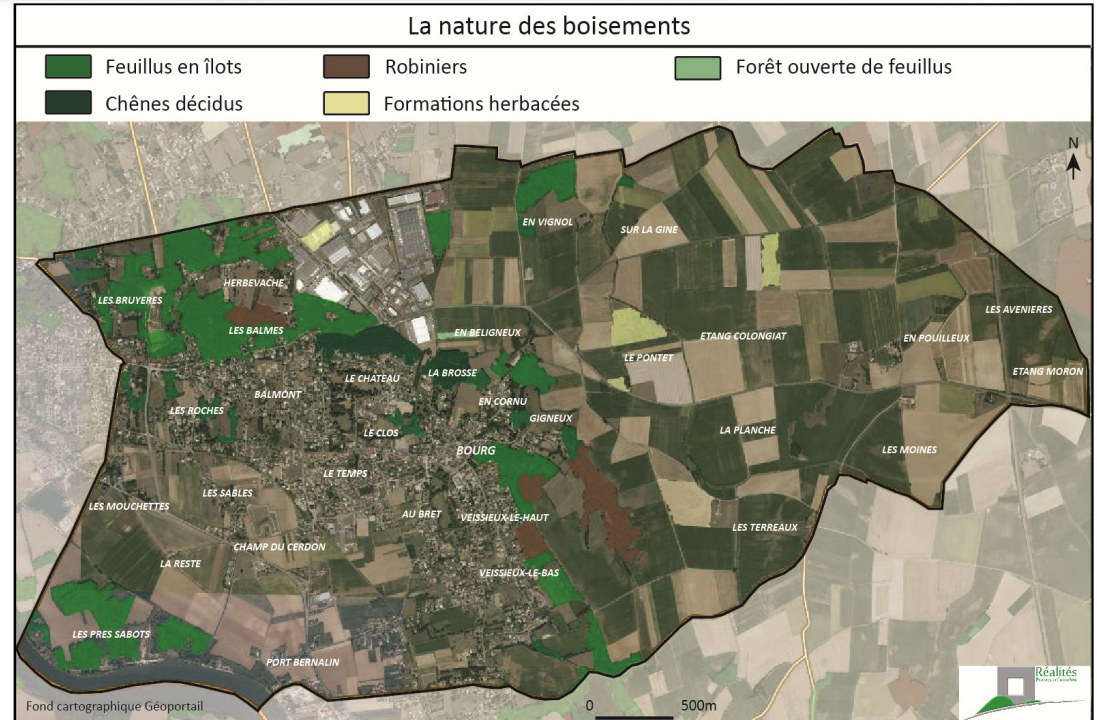 La nature des boisements
Feuillus en îlots
Robiniers
Forêt ouverte de feuillus
Chênes décidus
Formations herbacées
N
EN VIGNOL
SUR LA GINE
HERBEVACHE
LES BRUYERES
LES AVENIERES
LES BALMES
EN BELIGNEUX
ETANG COLONGIAT
EN POUILLEUX
LE PONTET
ETANG MORON
LE CHATEAU
LA BROSSE
BALMONT
EN CORNU
LES ROCHES
GIGNEUX
LE CLOS
LA PLANCHE
BOURG
LES MOINES
LE TEMPS
LES SABLES
LES MOUCHETTES
AU BRET
VEISSIEUX-LE-HAUT
LES TERREAUX
CHAMP DU CERDON
LA RESTE
VEISSIEUX-LE-BAS
LES PRES SABOTS
PORT BERNALIN
Réalités
Fond cartographique Géoportail
0
500m